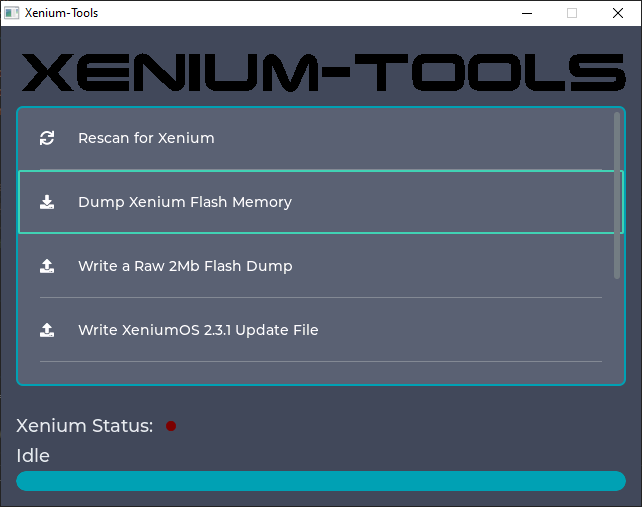 Xenium-Tools
XENIUM-TOOLS
Rescan for Xenium
Dump Xenium Flash Memory
Write a Raw 2Mb Flash Dump
Write XeniumOS 2.3.1 Update File
Xenium Status:
Idle